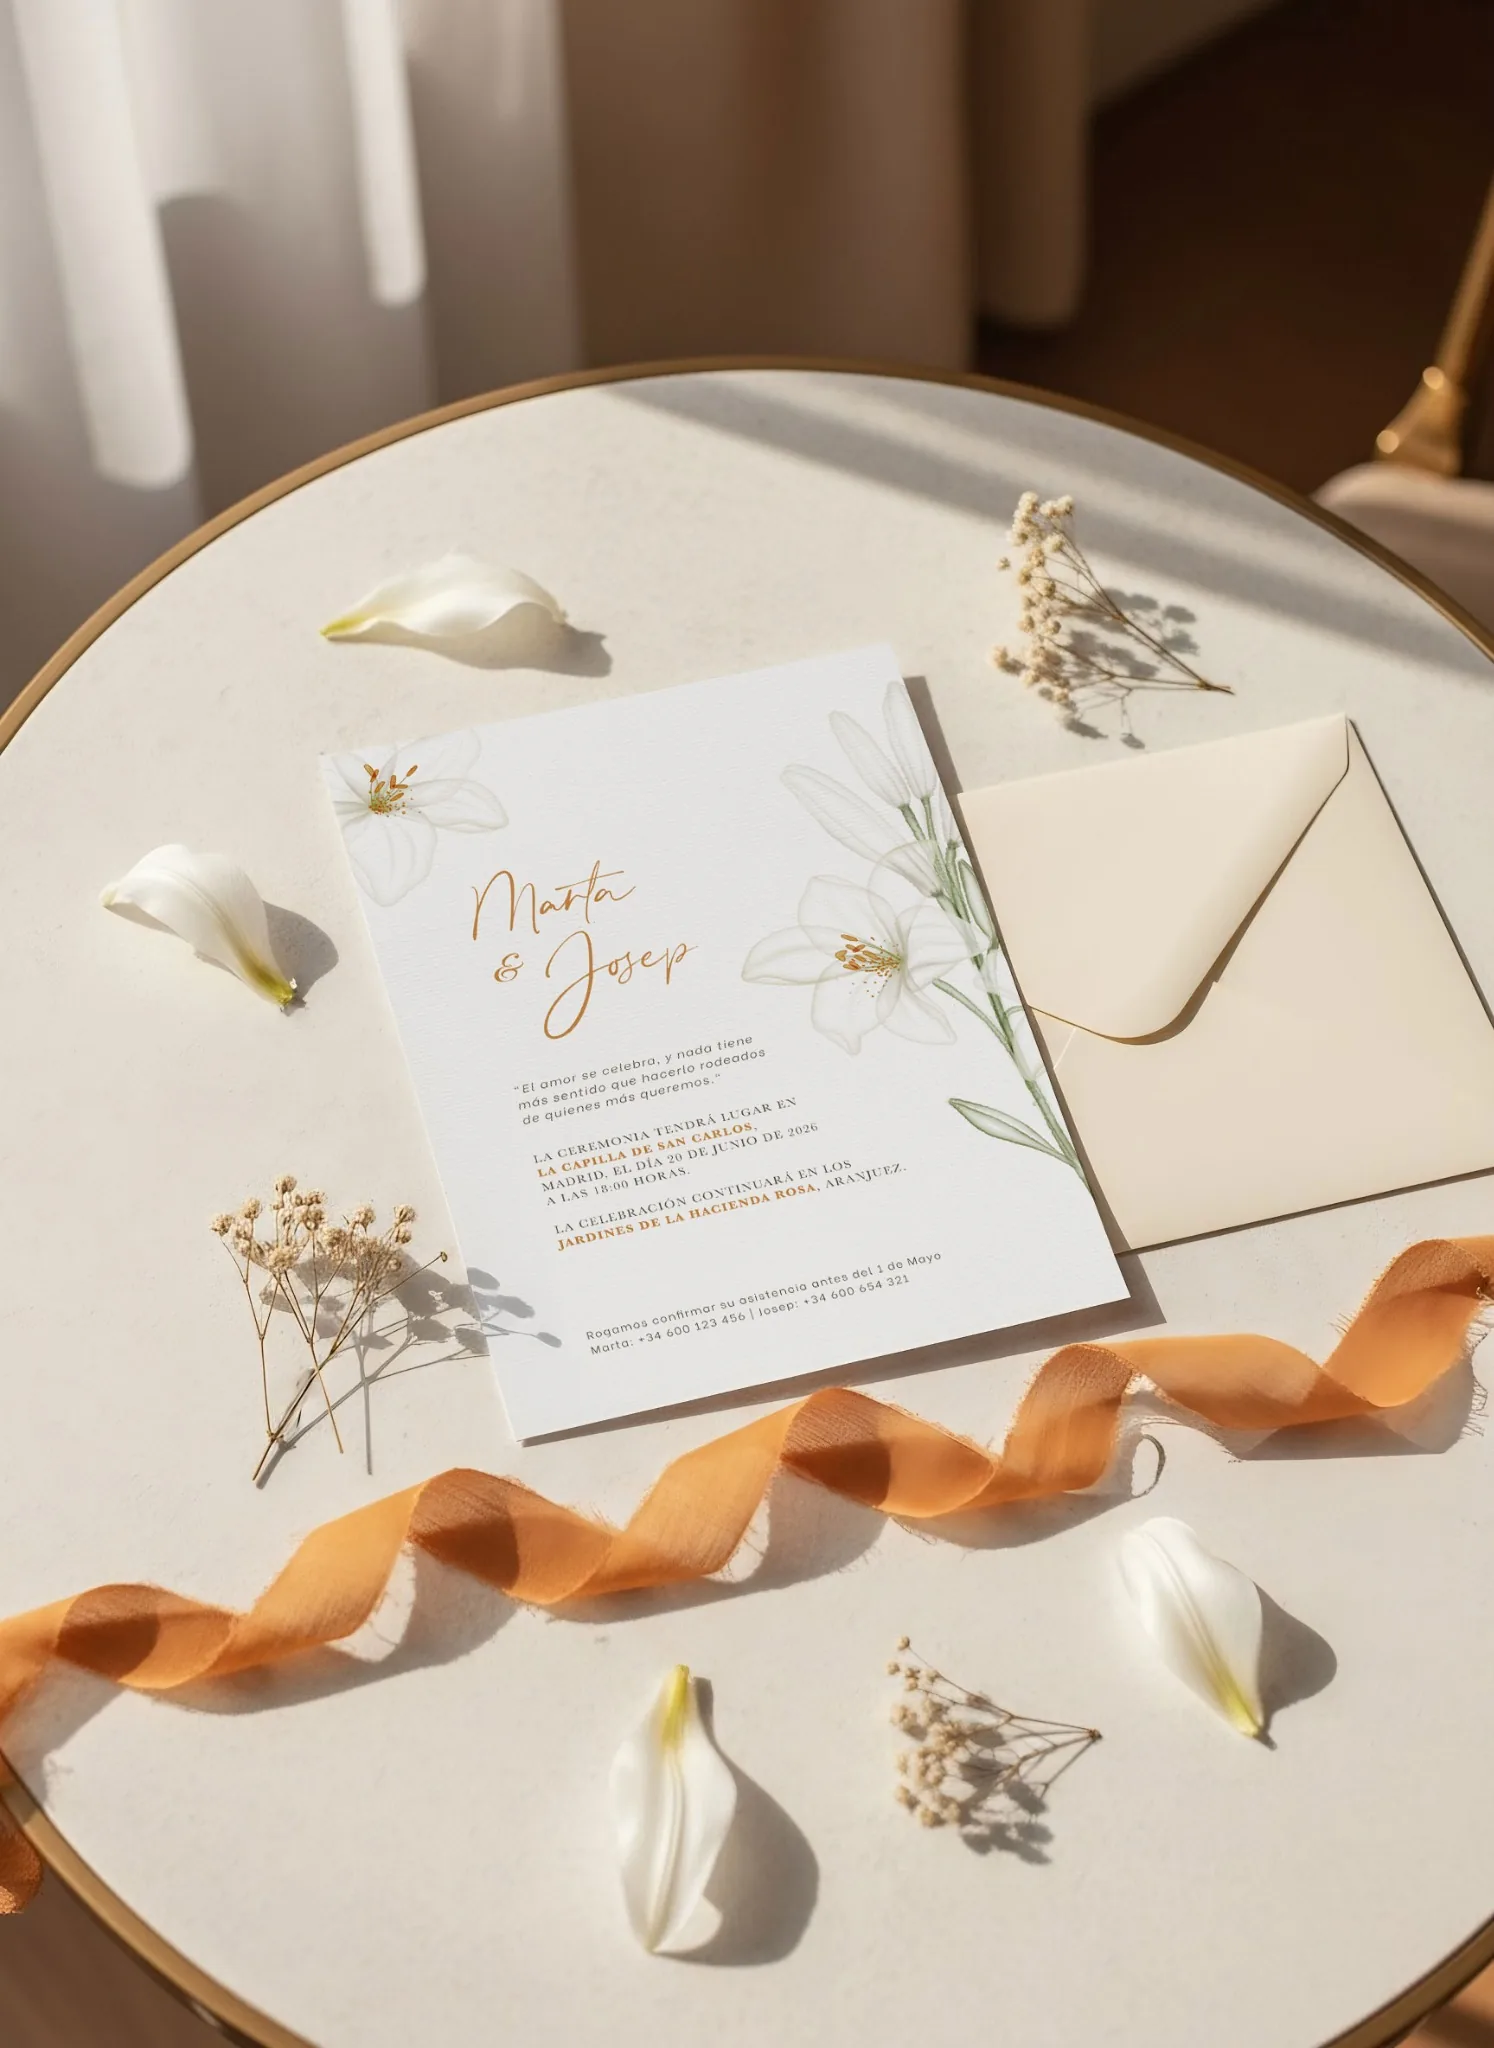 Marta
& Josep
"El amor se celebra, y nada tiene
más sentido que hacerlo rodeados
de quienes más queremos."
LA CEREMONIA TENDRÁ LUGAR EN
LA CAPILLA DE SAN CARLOS,
MADRID, EL DÍA 20 DE JUNIO DE 2026
A LAS 18:00 HORAS.
LA CELEBRACIÓN CONTINUARÁ EN LOS
JARDINES DE LA HACIENDA ROSA, ARANJUEZ.
Rogamos confirmar su asistencia antes del 1 de Mayo
Marta: +34 600 123 456 | Josep: +34 600 654 321